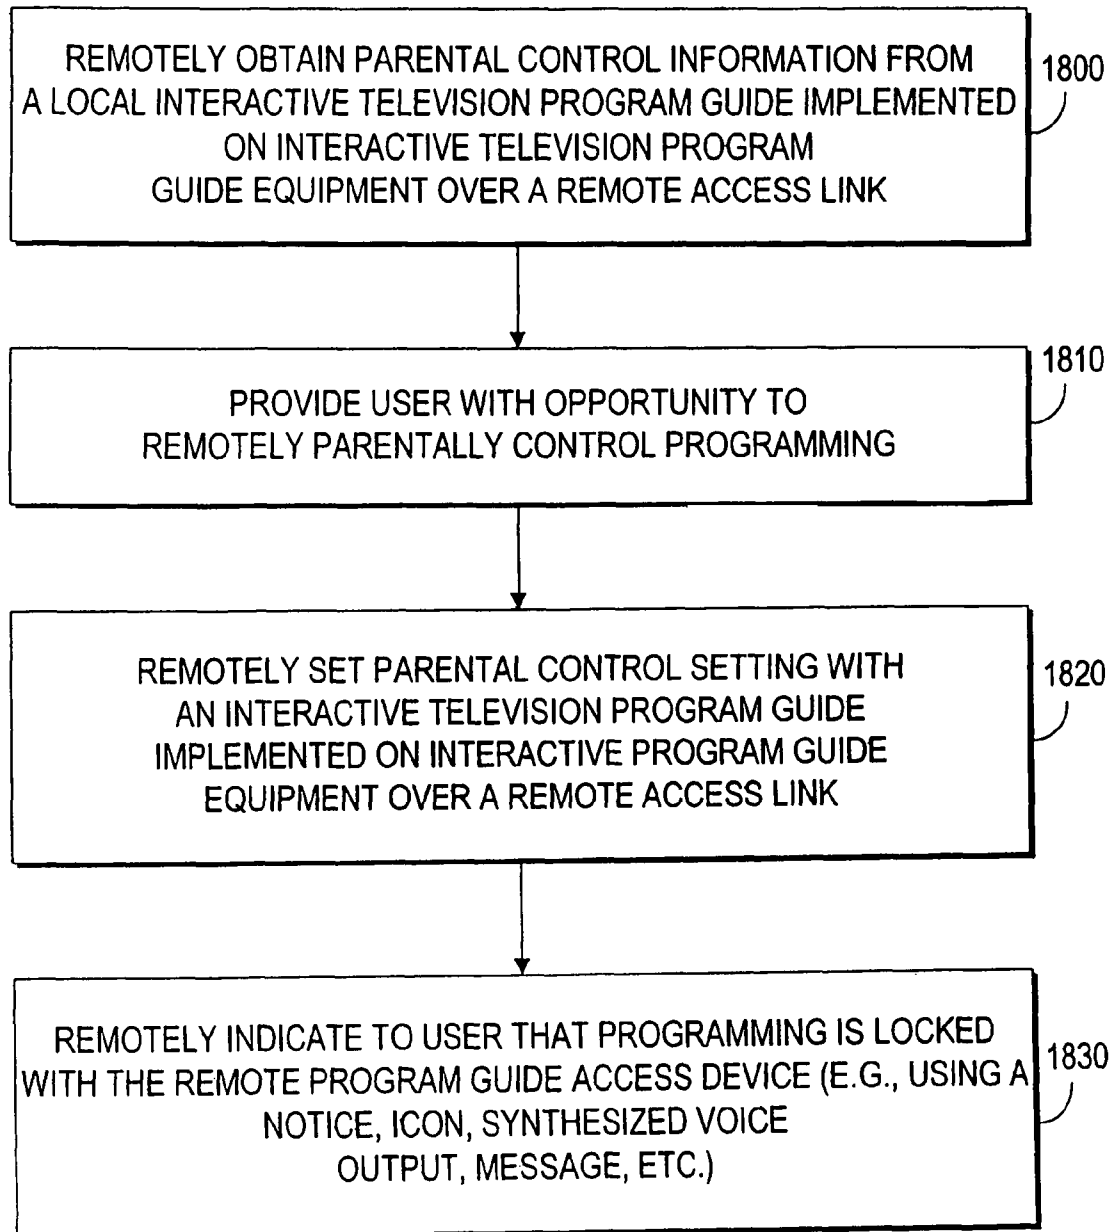 REMOTELY OBTAIN PARENTAL CONTROL INFORMATION FROM
A LOCAL INTERACTIVE TELEVISION PROGRAM GUIDE IMPLEMENTED
ON INTERACTIVE TELEVISION PROGRAM
GUIDE EQUIPMENT OVER A REMOTE ACCESS LINK
1800
PROVIDE USER WITH OPPORTUNITY TO
REMOTELY PARENTALLY CONTROL PROGRAMMING
1810
REMOTELY SET PARENTAL CONTROL SETTING WITH
AN INTERACTIVE TELEVISION PROGRAM GUIDE
IMPLEMENTED ON INTERACTIVE PROGRAM GUIDE
EQUIPMENT OVER A REMOTE ACCESS LINK
1820
REMOTELY INDICATE TO USER THAT PROGRAMMING IS LOCKED
WITH THE REMOTE PROGRAM GUIDE ACCESS DEVICE (E.G., USING A
NOTICE, ICON, SYNTHESIZED VOICE
OUTPUT, MESSAGE, ETC.)
1830